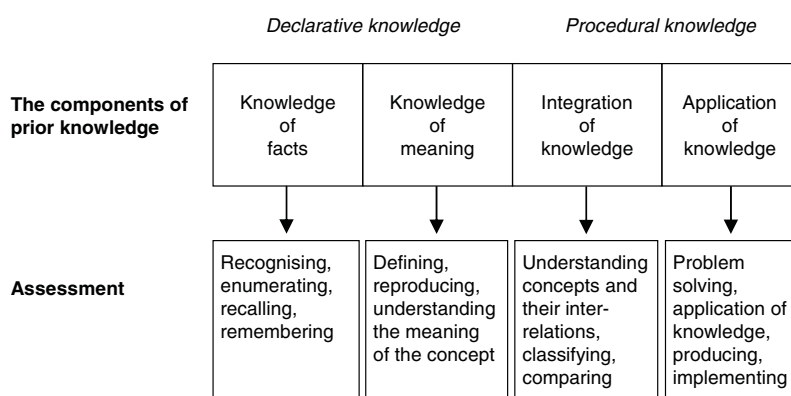 Declarative knowledge
Procedural knowledge
The components of
prior knowledge
Knowledge
of
facts
Knowledge
of
meaning
Integration
of
knowledge
Application
of
knowledge
Assessment
Recognising,
enumerating,
recalling,
remembering
Defining,
reproducing,
understanding
the meaning
of the concept
Understanding
concepts and
their inter-
relations,
classifying,
comparing
Problem
solving,
application of
knowledge,
producing,
implementing